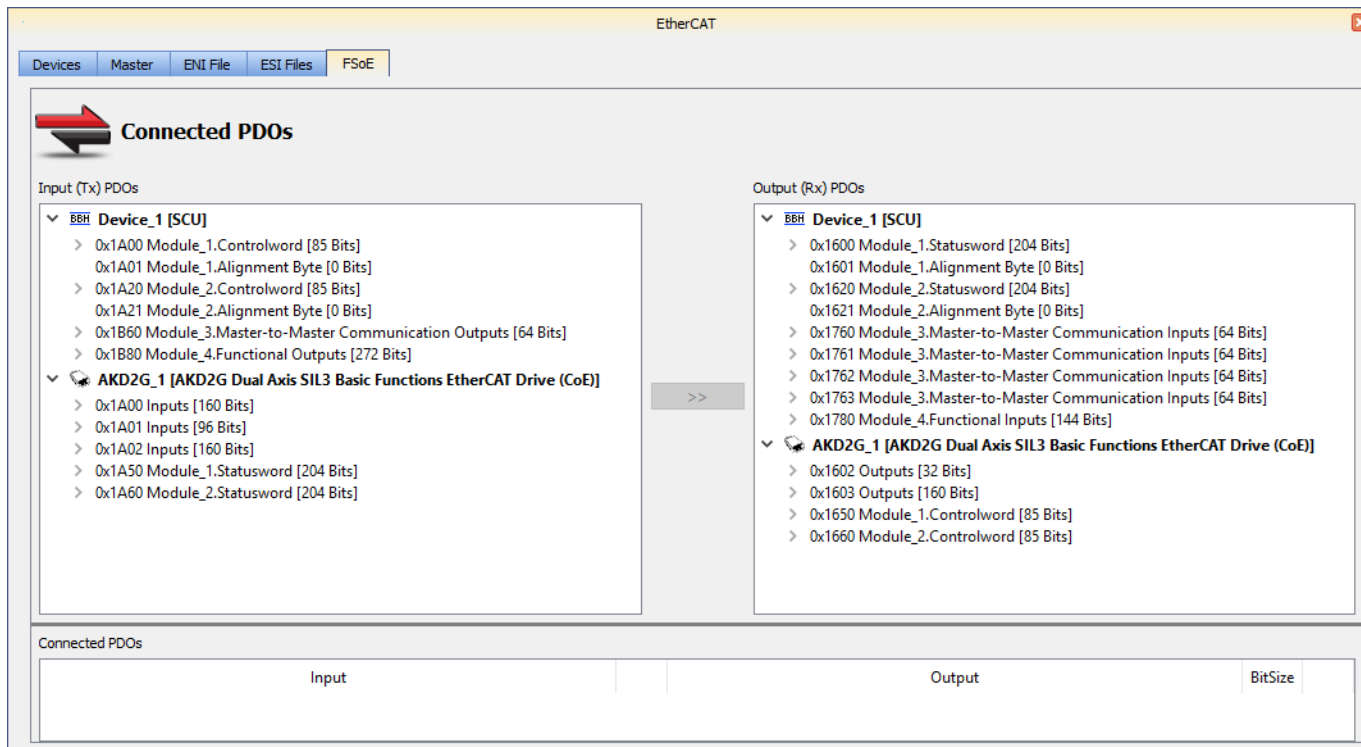 EtherCAT
Devices Master ENI File ESI Files FSoE
Connected PDOs
Input (Tx) PDOs
BBH Device_1 [SCU]
0x1A00 Module_1.Controlword [85 Bits]
0x1A01 Module_1.Alignment Byte [0 Bits]
0x1A20 Module_2.Controlword [85 Bits]
0x1A21 Module_2.Alignment Byte [0 Bits]
0x1B60 Module_3.Master-to-Master Communication Outputs [64 Bits]
0x1B80 Module_4.Functional Outputs [272 Bits]
AKD2G_1 [AKD2G Dual Axis SIL3 Basic Functions EtherCAT Drive (CoE)]
0x1A00 Inputs [160 Bits]
0x1A01 Inputs [96 Bits]
0x1A02 Inputs [160 Bits]
0x1A50 Module_1.Statusword [204 Bits]
0x1A60 Module_2.Statusword [204 Bits]
>>
Output (Rx) PDOs
BBH Device_1 [SCU]
0x1600 Module_1.Statusword [204 Bits]
0x1601 Module_1.Alignment Byte [0 Bits]
0x1620 Module_2.Statusword [204 Bits]
0x1621 Module_2.Alignment Byte [0 Bits]
0x1760 Module_3.Master-to-Master Communication Inputs [64 Bits]
0x1761 Module_3.Master-to-Master Communication Inputs [64 Bits]
0x1762 Module_3.Master-to-Master Communication Inputs [64 Bits]
0x1763 Module_3.Master-to-Master Communication Inputs [64 Bits]
0x1780 Module_4.Functional Inputs [144 Bits]
AKD2G_1 [AKD2G Dual Axis SIL3 Basic Functions EtherCAT Drive (CoE)]
0x1602 Outputs [32 Bits]
0x1603 Outputs [160 Bits]
0x1650 Module_1.Controlword [85 Bits]
0x1660 Module_2.Controlword [85 Bits]
Connected PDOs
Input Output BitSize